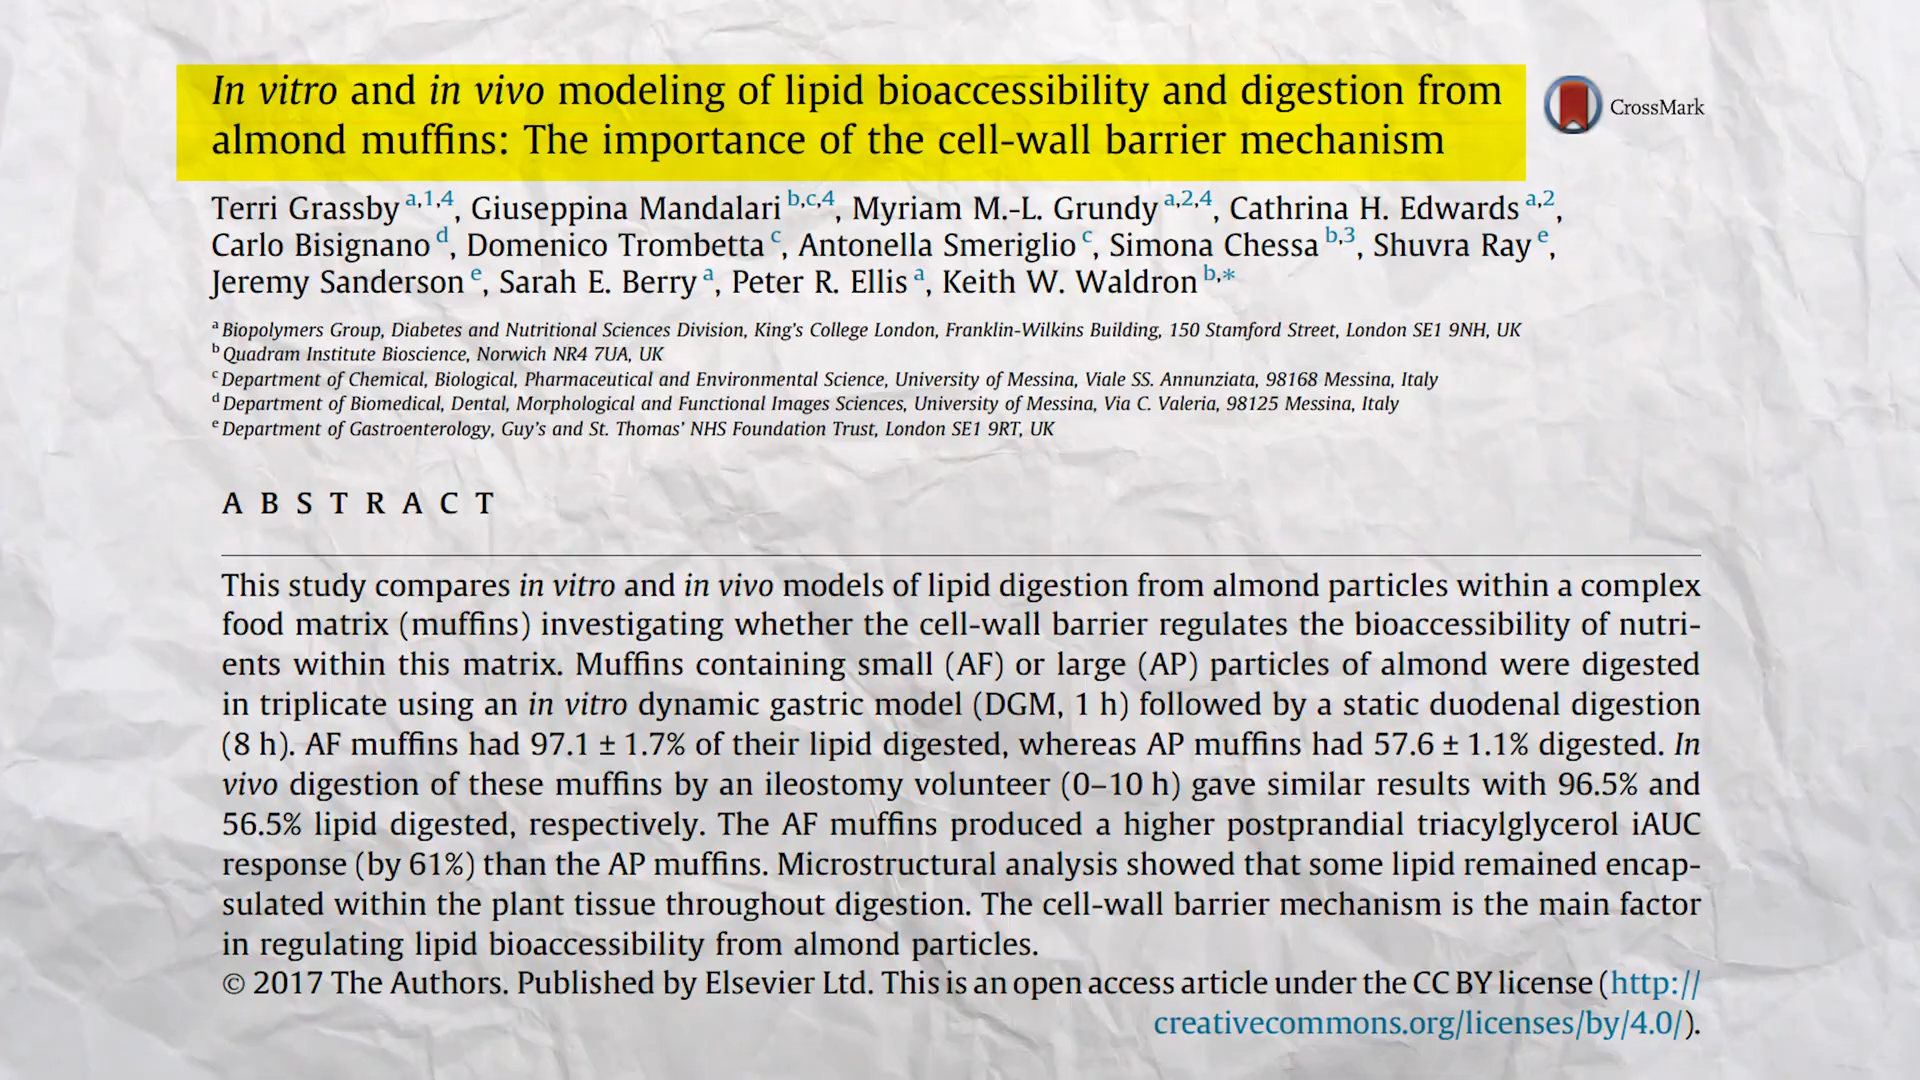 In vitro and in vivo modeling of lipid bioaccessibility and digestion from
almond muffins: The importance of the cell-wall barrier mechanism
CrossMark
Terri Grassby a,1,4, Giuseppina Mandalari b,c,4, Myriam M.-L. Grundy a,2,4, Cathrina H. Edwards a,2,
Carlo Bisignano d, Domenico Trombetta c, Antonella Smeriglio c, Simona Chessa b,3, Shuvra Ray e,
Jeremy Sanderson e, Sarah E. Berry a, Peter R. Ellis a, Keith W. Waldron b,*
a Biopolymers Group, Diabetes and Nutritional Sciences Division, King's College London, Franklin-Wilkins Building, 150 Stamford Street, London SE1 9NH, UK
b Quadram Institute Bioscience, Norwich NR4 7UA, UK
c Department of Chemical, Biological, Pharmaceutical and Environmental Science, University of Messina, Viale SS. Annunziata, 98168 Messina, Italy
d Department of Biomedical, Dental, Morphological and Functional Images Sciences, University of Messina, Via C. Valeria, 98125 Messina, Italy
e Department of Gastroenterology, Guy's and St. Thomas' NHS Foundation Trust, London SE1 9RT, UK
A B S T R A C T
This study compares in vitro and in vivo models of lipid digestion from almond particles within a complex
food matrix (muffins) investigating whether the cell-wall barrier regulates the bioaccessibility of nutri-
ents within this matrix. Muffins containing small (AF) or large (AP) particles of almond were digested
in triplicate using an in vitro dynamic gastric model (DGM, 1 h) followed by a static duodenal digestion
(8 h). AF muffins had 97.1 ± 1.7% of their lipid digested, whereas AP muffins had 57.6 ± 1.1% digested. In
vivo digestion of these muffins by an ileostomy volunteer (0–10 h) gave similar results with 96.5% and
56.5% lipid digested, respectively. The AF muffins produced a higher postprandial triacylglycerol iAUC
response (by 61%) than the AP muffins. Microstructural analysis showed that some lipid remained encap-
sulated within the plant tissue throughout digestion. The cell-wall barrier mechanism is the main factor
in regulating lipid bioaccessibility from almond particles.
© 2017 The Authors. Published by Elsevier Ltd. This is an open access article under the CC BY license (http://
creativecommons.org/licenses/by/4.0/).